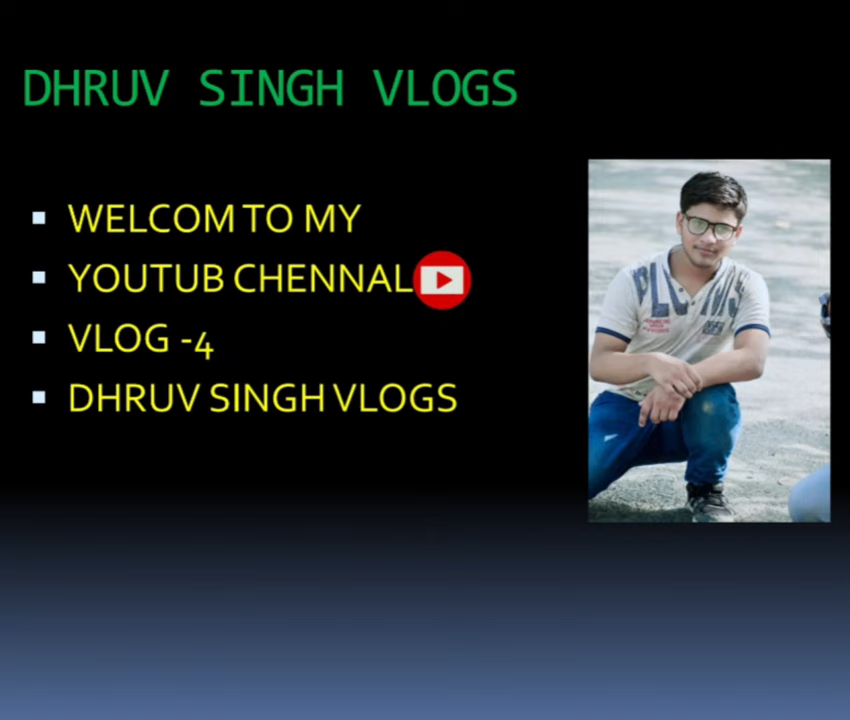 DHRUV SINGH VLOGS
WELCOM TO MY
YOUTUB CHENNAL
VLOG -4
DHRUV SINGH VLOGS